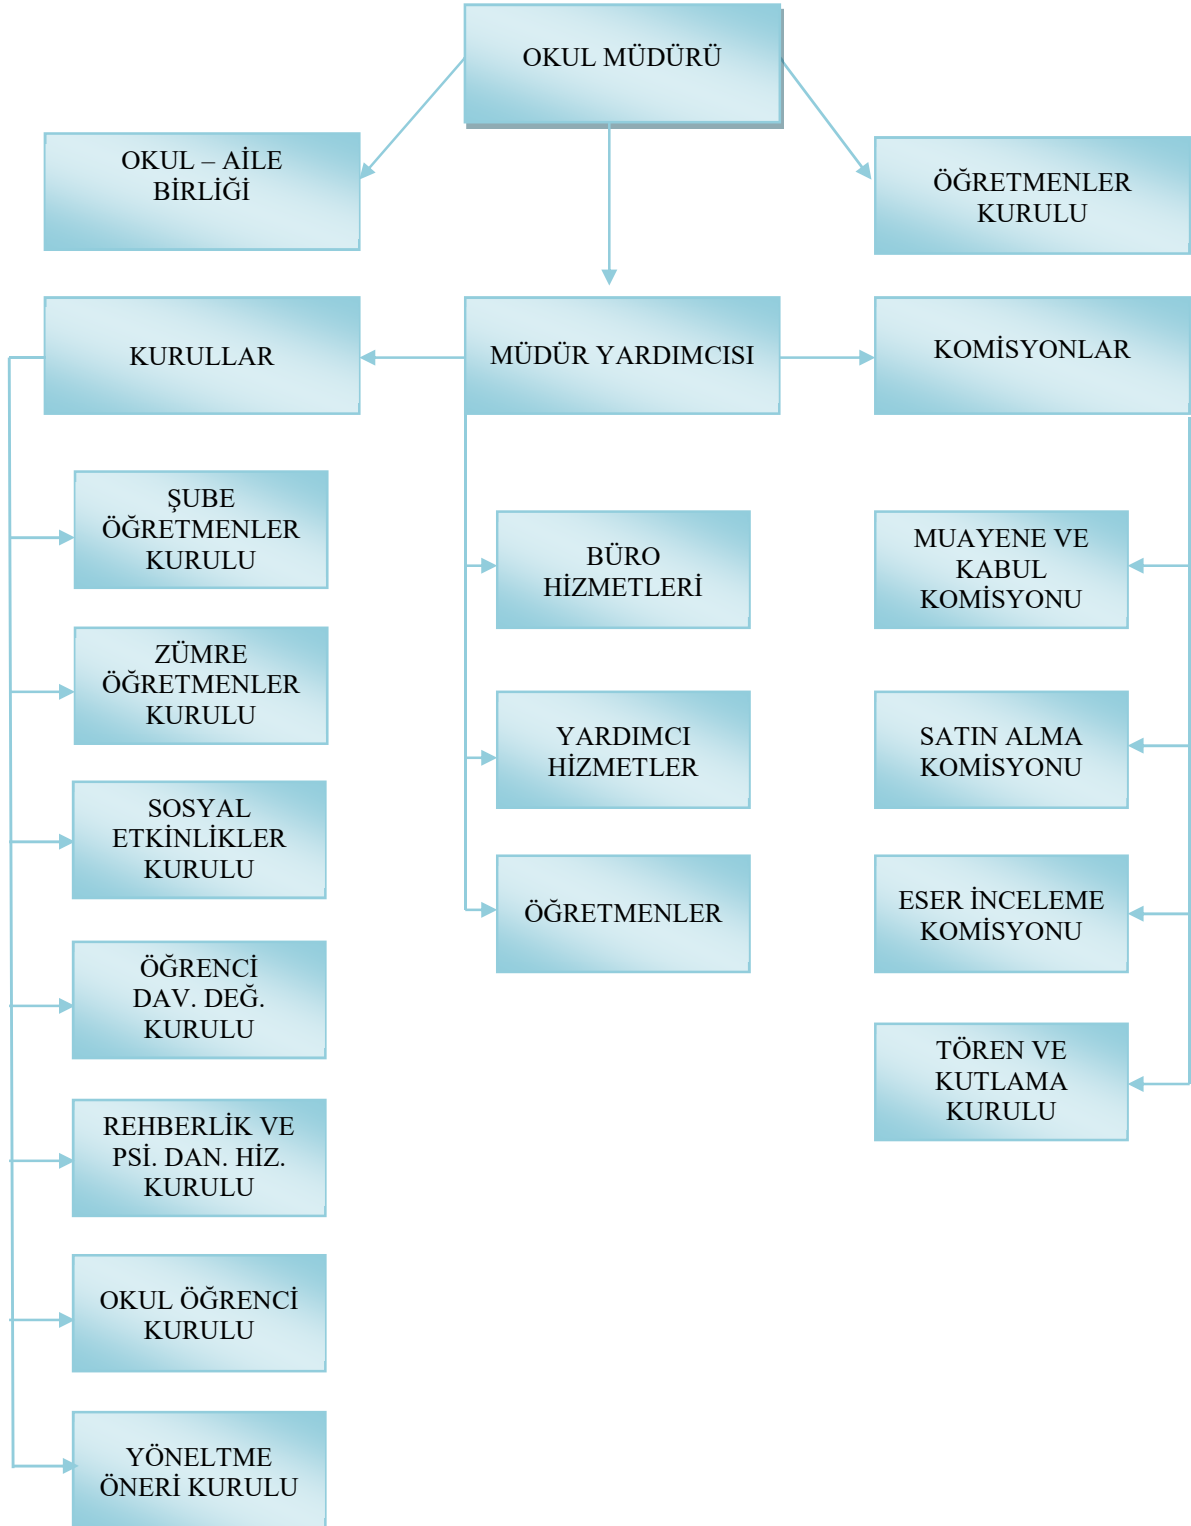 OKUL MÜDÜRÜ
OKUL – AİLE
BİRLİĞİ
ÖĞRETMENLER
KURULU
KURULLAR
MÜDÜR YARDIMCISI
KOMİSYONLAR
ŞUBE
ÖĞRETMENLER
KURULU
ZÜMRE
ÖĞRETMENLER
KURULU
SOSYAL
ETKİNLİKLER
KURULU
ÖĞRENCİ
DAV. DEĞ.
KURULU
REHBERLİK VE
PSİ. DAN. HİZ.
KURULU
OKUL ÖĞRENCİ
KURULU
YÖNELTME
ÖNERİ KURULU
BÜRO
HİZMETLERİ
YARDIMCI
HİZMETLER
ÖĞRETMENLER
MUAYENE VE
KABUL
KOMİSYONU
SATIN ALMA
KOMİSYONU
ESER İNCELEME
KOMİSYONU
TÖREN VE
KUTLAMA
KURULU